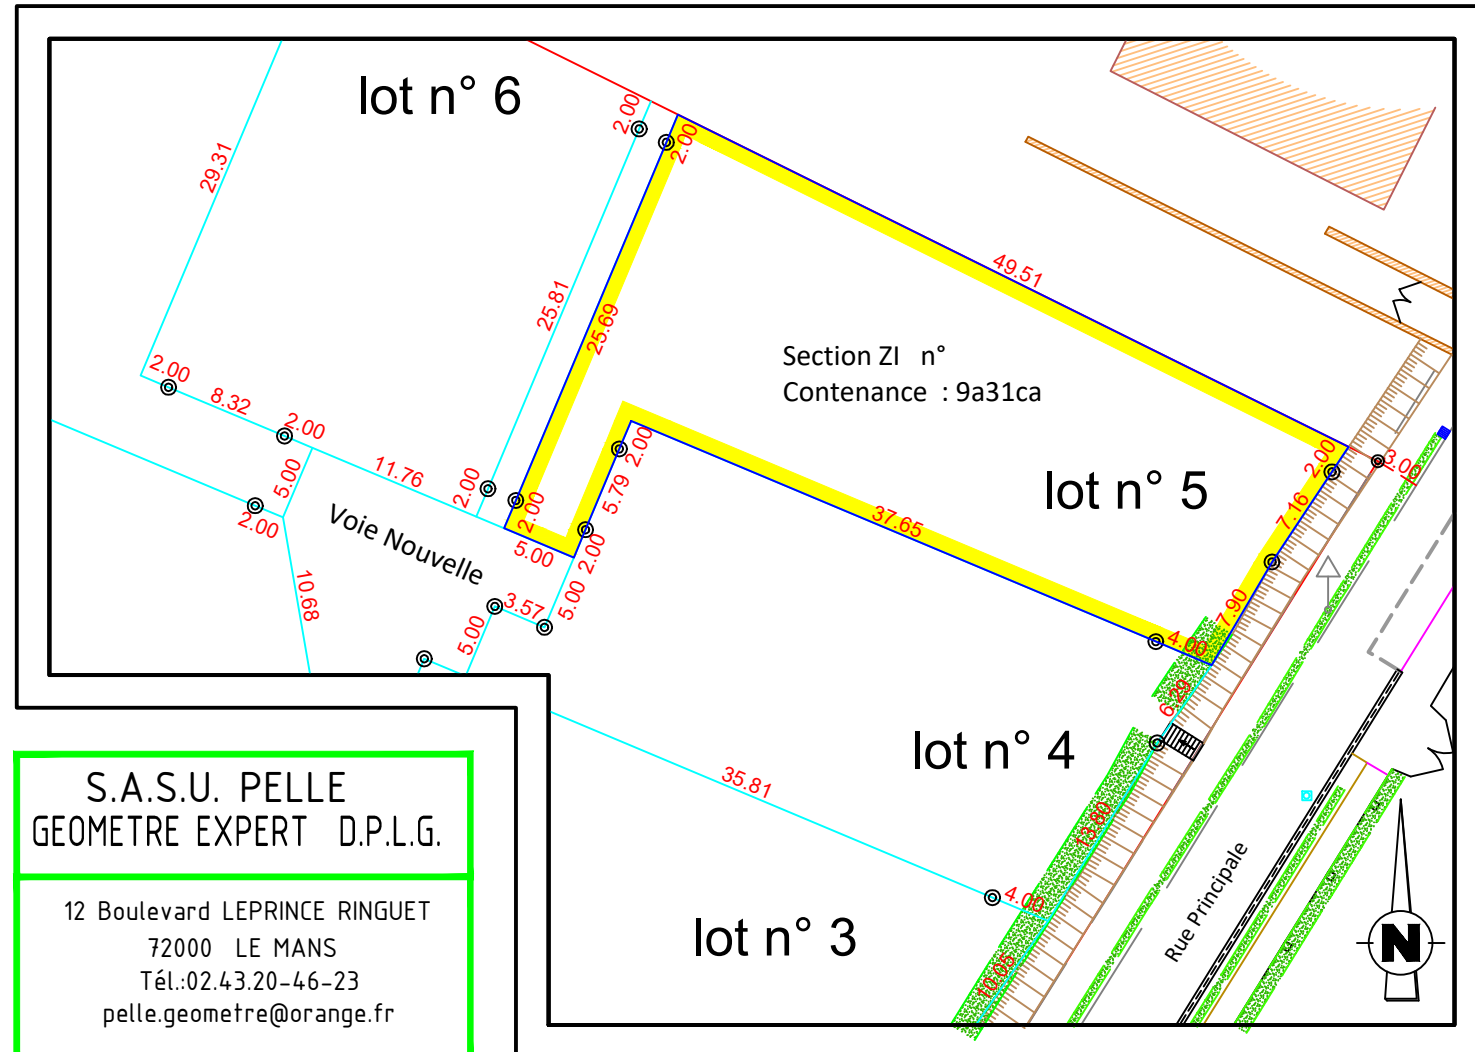 lot n° 6
2.00
2.00
29.31
49.51
25.81
25.69
Section ZI n°
Contenance : 9a31ca
2.00
8.32
2.00
11.76
5.00
2.00
2.00
2.00
2.00
5.79
5.00
2.00
5.00
3.57
5.00
10.68
Voie Nouvelle
37.65
lot n° 5
2.00
3.00
7.16
7.90
4.00
6.29
lot n° 4
35.81
13.80
4.00
lot n° 3
10.05
Rue Principale
N
S.A.S.U. PELLE
GEOMETRE EXPERT D.P.L.G.
12 Boulevard LEPRINCE RINGUET
72000 LE MANS
Tél.:02.43.20-46-23
pelle.geometre@orange.fr